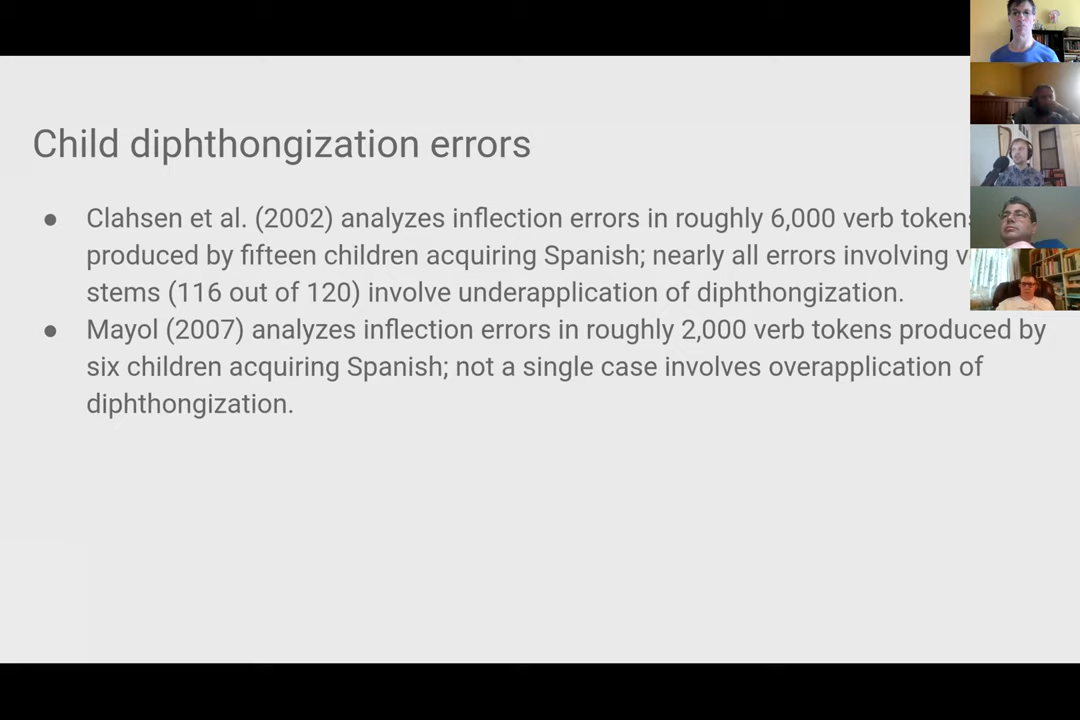 Child diphthongization errors
● Clahsen et al. (2002) analyzes inflection errors in roughly 6,000 verb tokens
produced by fifteen children acquiring Spanish; nearly all errors involving
stems (116 out of 120) involve underapplication of diphthongization.
● Mayol (2007) analyzes inflection errors in roughly 2,000 verb tokens produced by
six children acquiring Spanish; not a single case involves overapplication of
diphthongization.